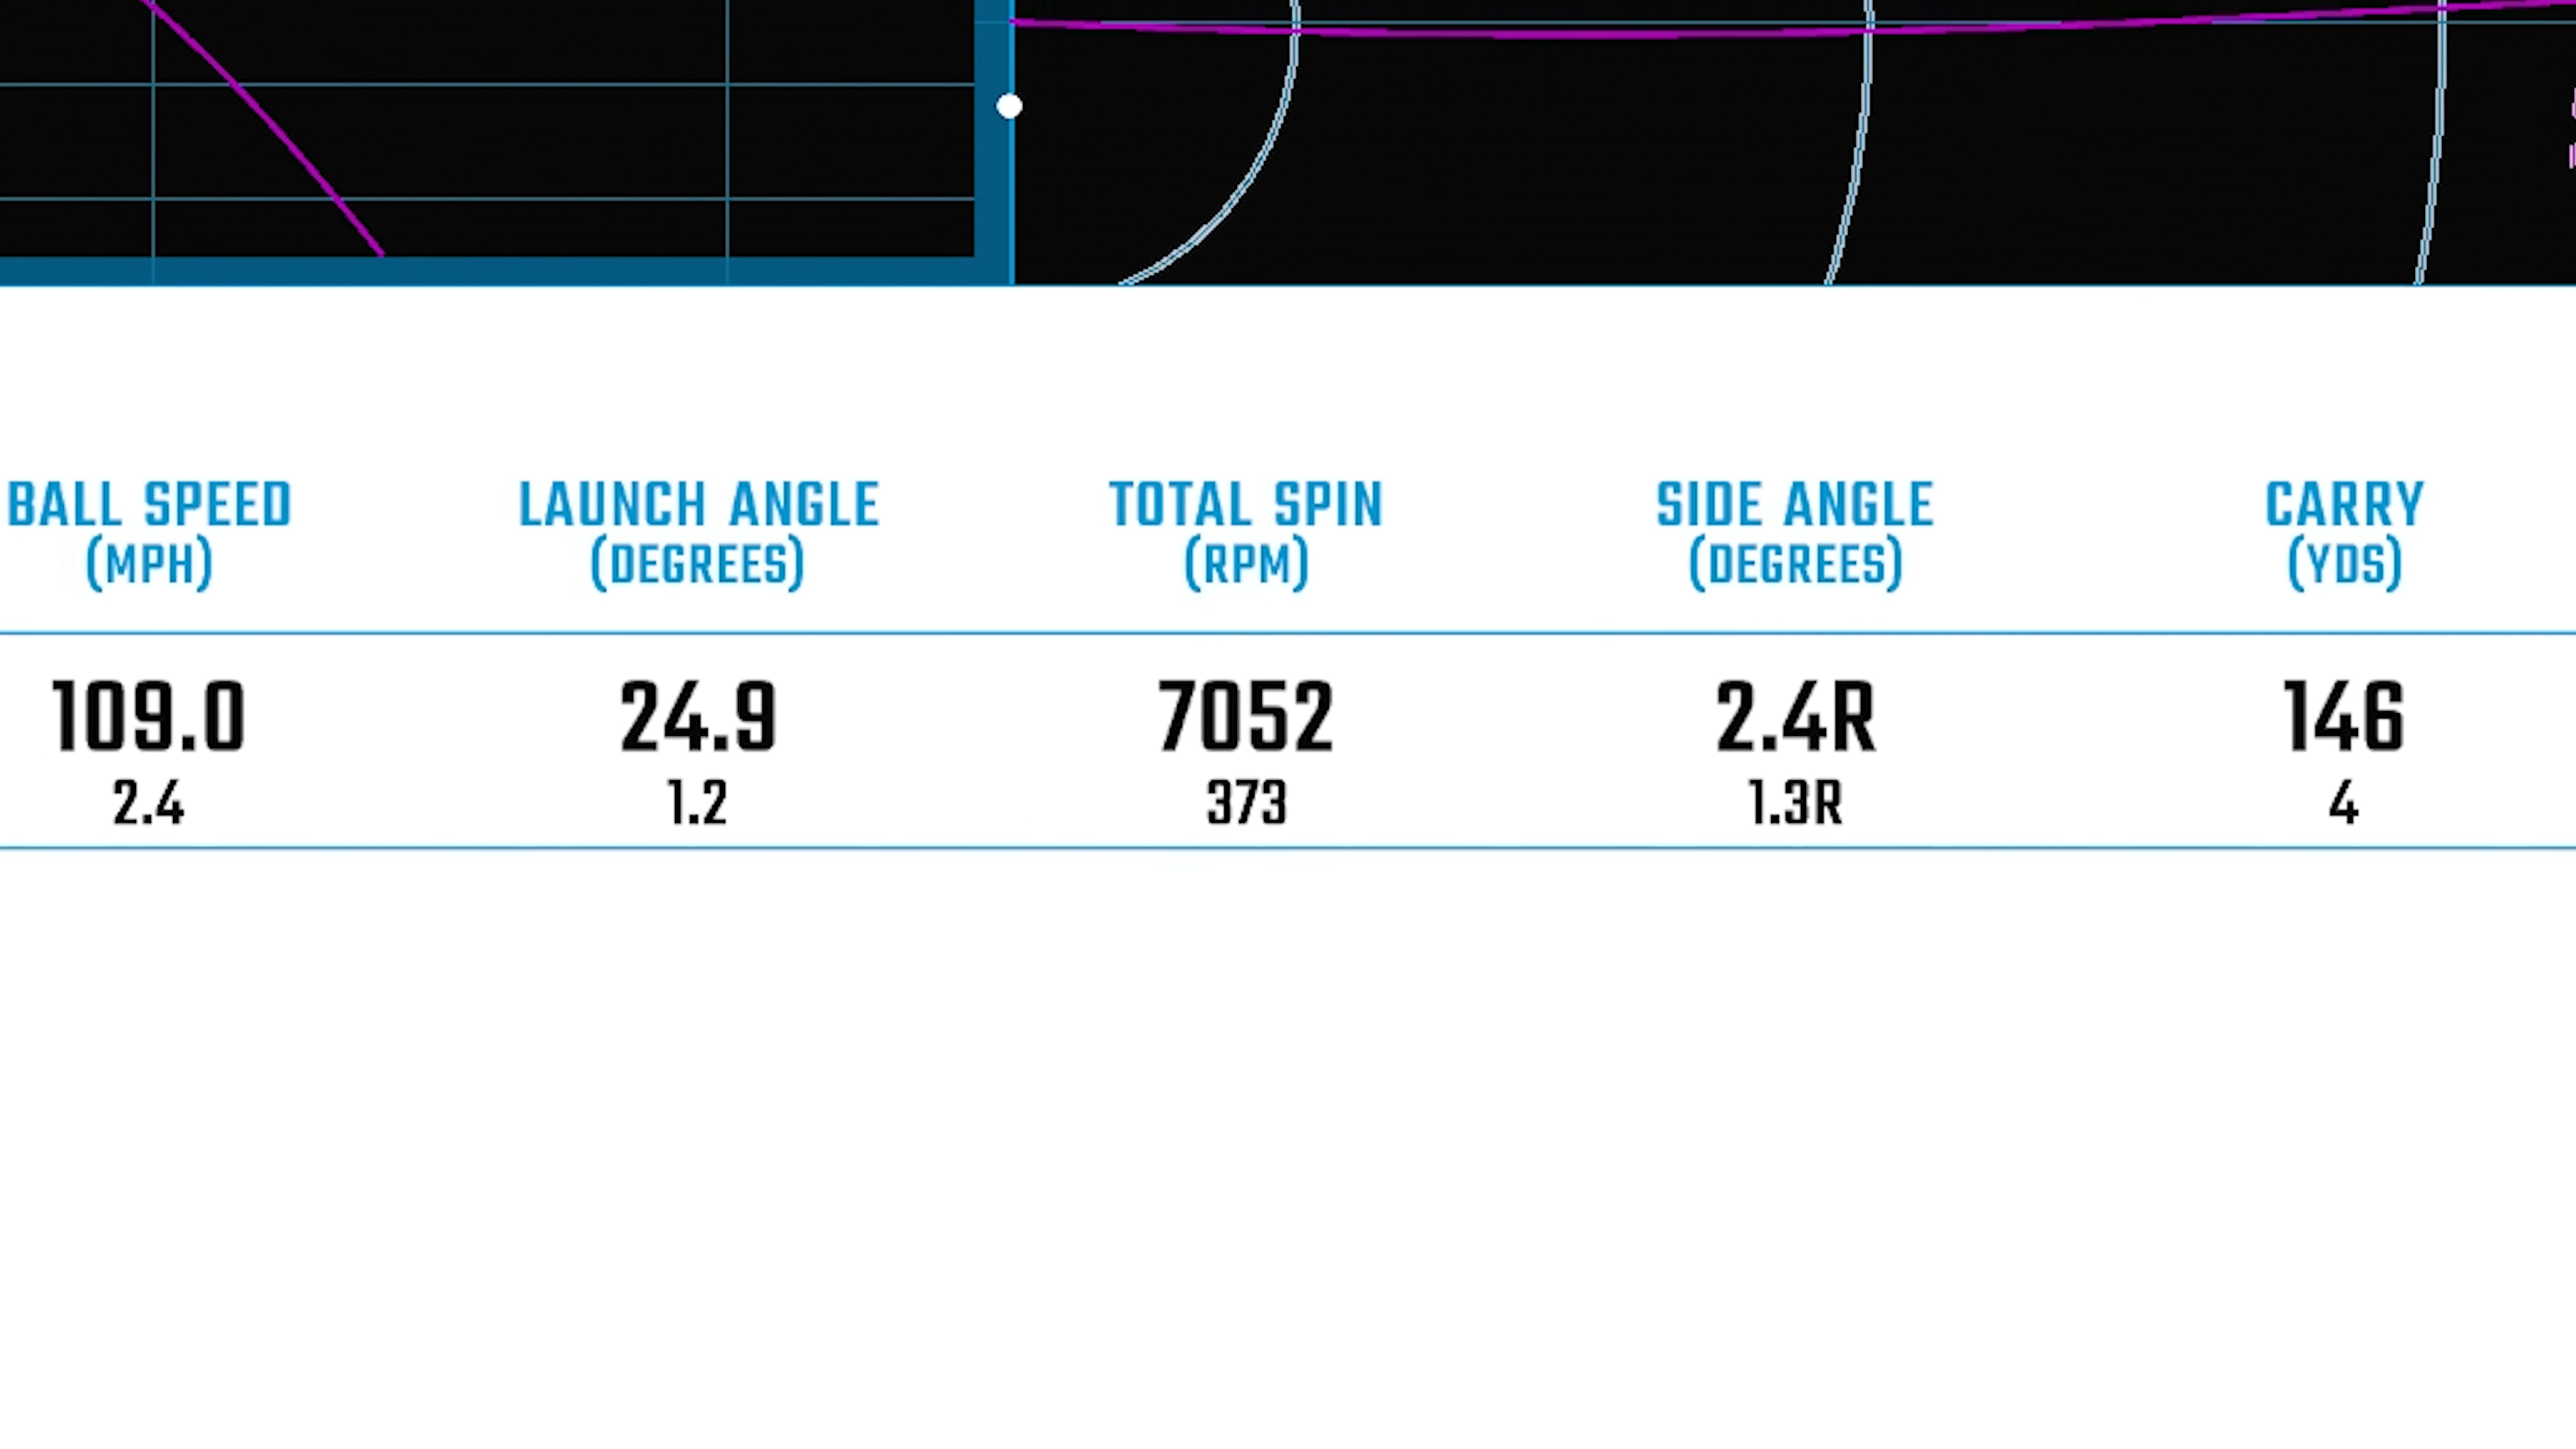 BALL SPEED LAUNCH ANGLE TOTAL SPIN SIDE ANGLE CARRY
(MPH) (DEGREES) (RPM) (DEGREES) (YDS)
109.0 24.9 7052 2.4R 146
2.4 1.2 373 1.3R 4